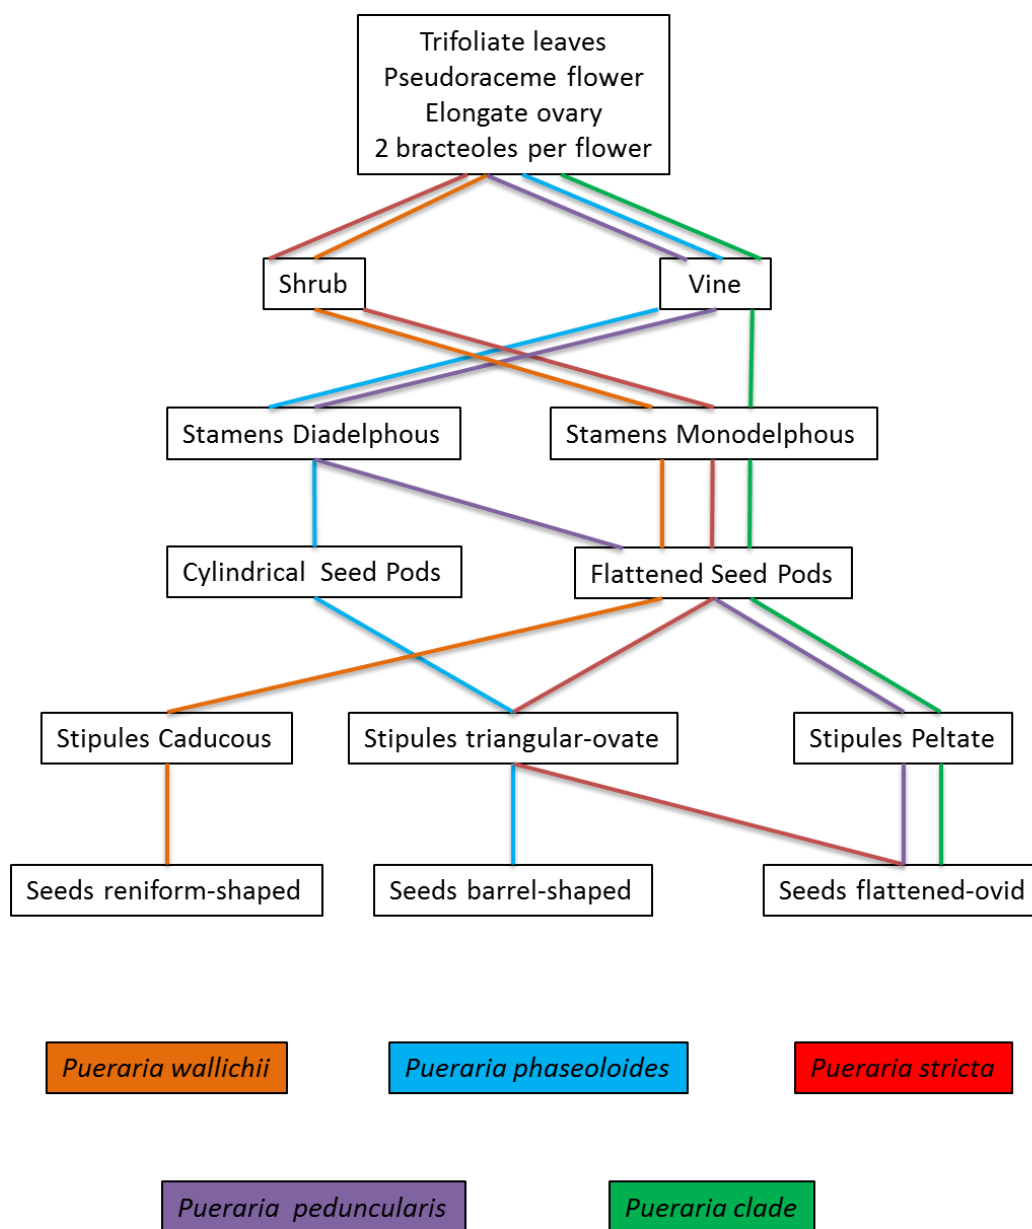 Trifoliate leaves
Pseudoraceme flower
Elongate ovary
2 bracteoles per flower
Shrub
Vine
Stamens Diadelphous
Stamens Monodelphous
Cylindrical Seed Pods
Flattened Seed Pods
Stipules Caducous
Stipules triangular-ovate
Stipules Peltate
Seeds reniform-shaped
Seeds barrel-shaped
Seeds flattened-ovid
Pueraria wallichii
Pueraria phaseoloides
Pueraria stricta
Pueraria peduncularis
Pueraria clade